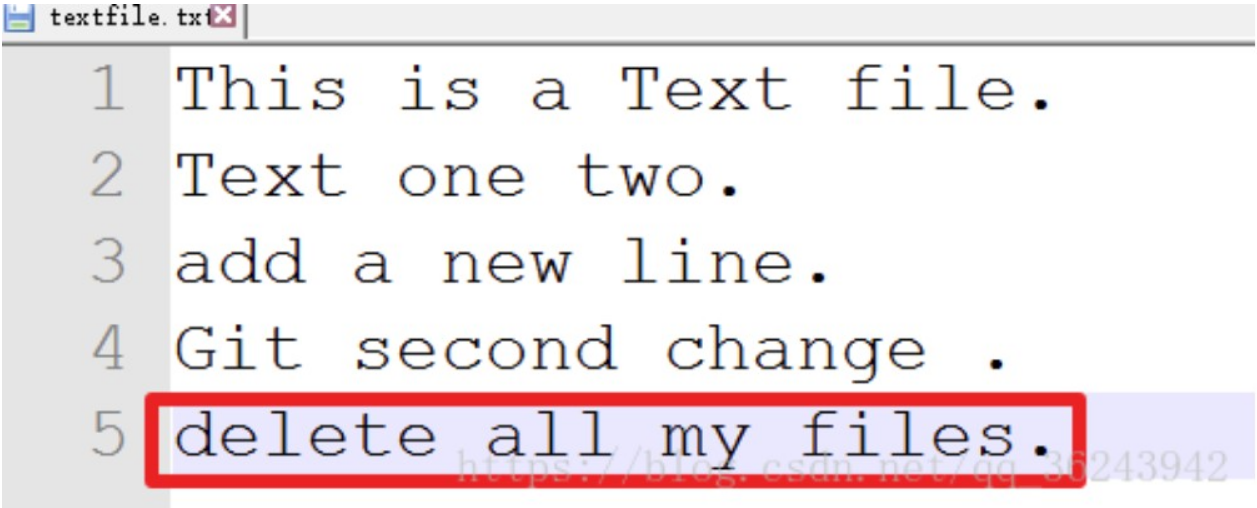 textfile.txt
1 This is a Text file.
2 Text one two.
3 add a new line.
4 Git second change .
5 delete all my files.
https://blog.csdn.net/qq_36243942